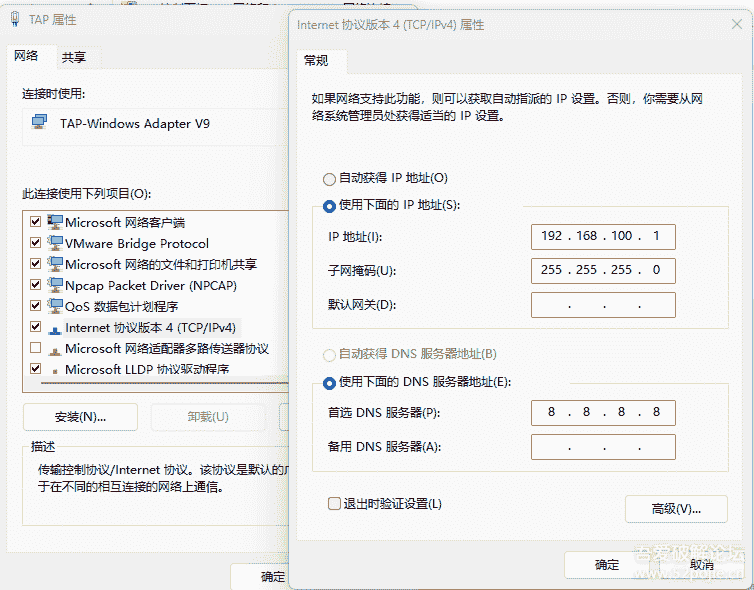 TAP 属性
网络
共享
连接时使用:
TAP-Windows Adapter V9
此连接使用下列项目(O):
Microsoft 网络客户端
VMware Bridge Protocol
Microsoft 网络的文件和打印机共享
Npcap Packet Driver (NPCAP)
QoS 数据包计划程序
Internet 协议版本 4 (TCP/IPv4)
Microsoft 网络适配器多路传送器协议
Microsoft LLDP 协议驱动程序
安装(N)...
卸载(U)
描述
传输控制协议/Internet 协议。该协议是默认的
于在不同的相互连接的网络上通信。
确定
Internet 协议版本 4 (TCP/IPv4) 属性
常规
如果网络支持此功能，则可以获取自动指派的 IP 设置。否则，你需要从网
络系统管理员处获得适当的 IP 设置。
自动获得 IP 地址(O)
使用下面的 IP 地址(S):
IP 地址(I):
192 . 168 . 100 . 1
子网掩码(U):
255 . 255 . 255 . 0
默认网关(D):
. . .
自动获得 DNS 服务器地址(B)
使用下面的 DNS 服务器地址(E):
首选 DNS 服务器(P):
8 . 8 . 8 . 8
备用 DNS 服务器(A):
. . .
退出时验证设置(L)
高级(V)...
确定
取消
吾爱破解论坛
www.52pojie.cn